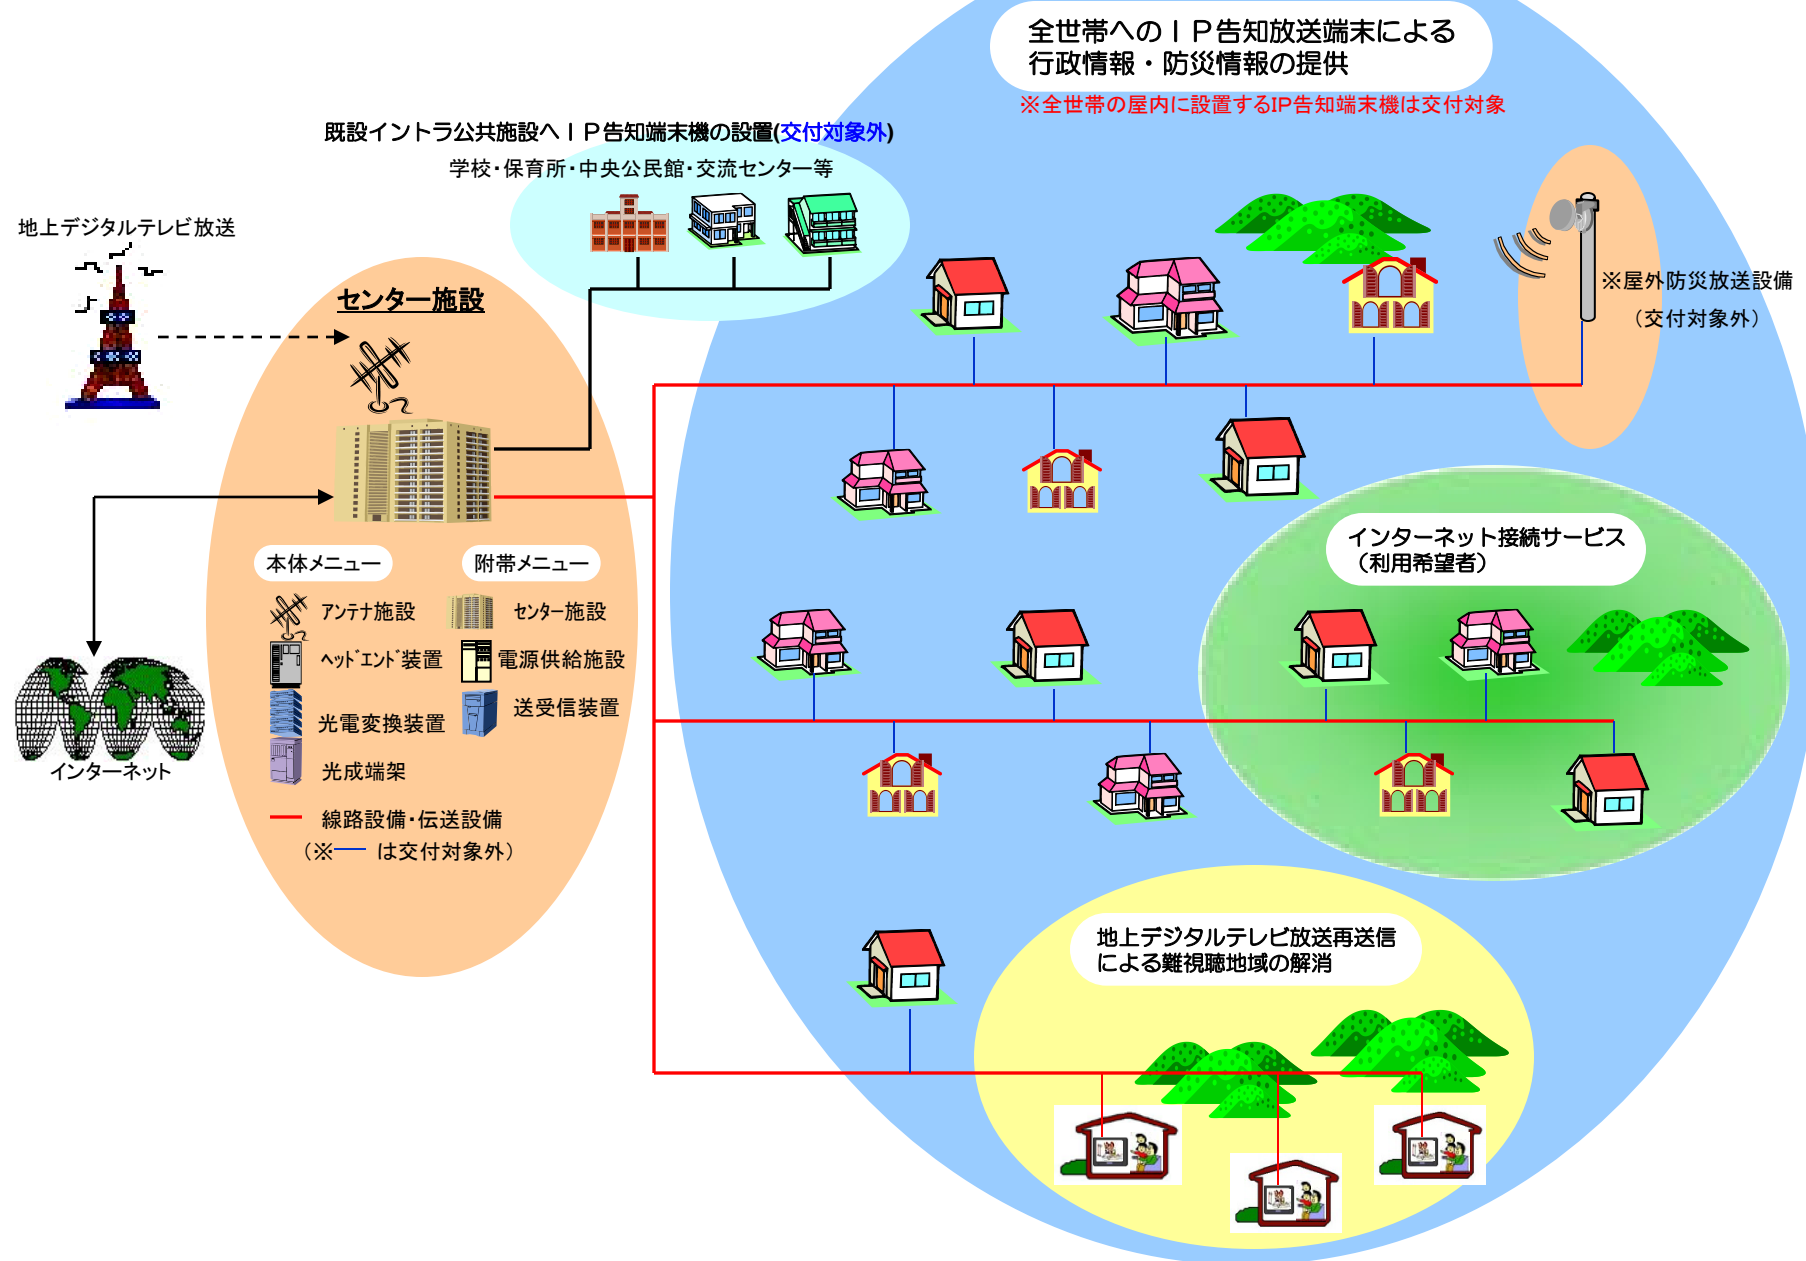 全世帯へのＩＰ告知放送端末による
行政情報・防災情報の提供
※全世帯の屋内に設置するIP告知端末機は交付対象
既設イントラ公共施設へＩＰ告知端末機の設置(交付対象外)
学校・保育所・中央公民館・交流センター等
地上デジタルテレビ放送
センター施設
※屋外防災放送設備
（交付対象外）
インターネット接続サービス
（利用希望者）
本体メニュー
附帯メニュー
アンテナ施設
センター施設
ﾍｯﾄﾞｴﾝﾄﾞ装置
電源供給施設
光電変換装置
送受信装置
光成端架
インターネット
線路設備・伝送設備
（※── は交付対象外）
地上デジタルテレビ放送再送信
による難視聴地域の解消